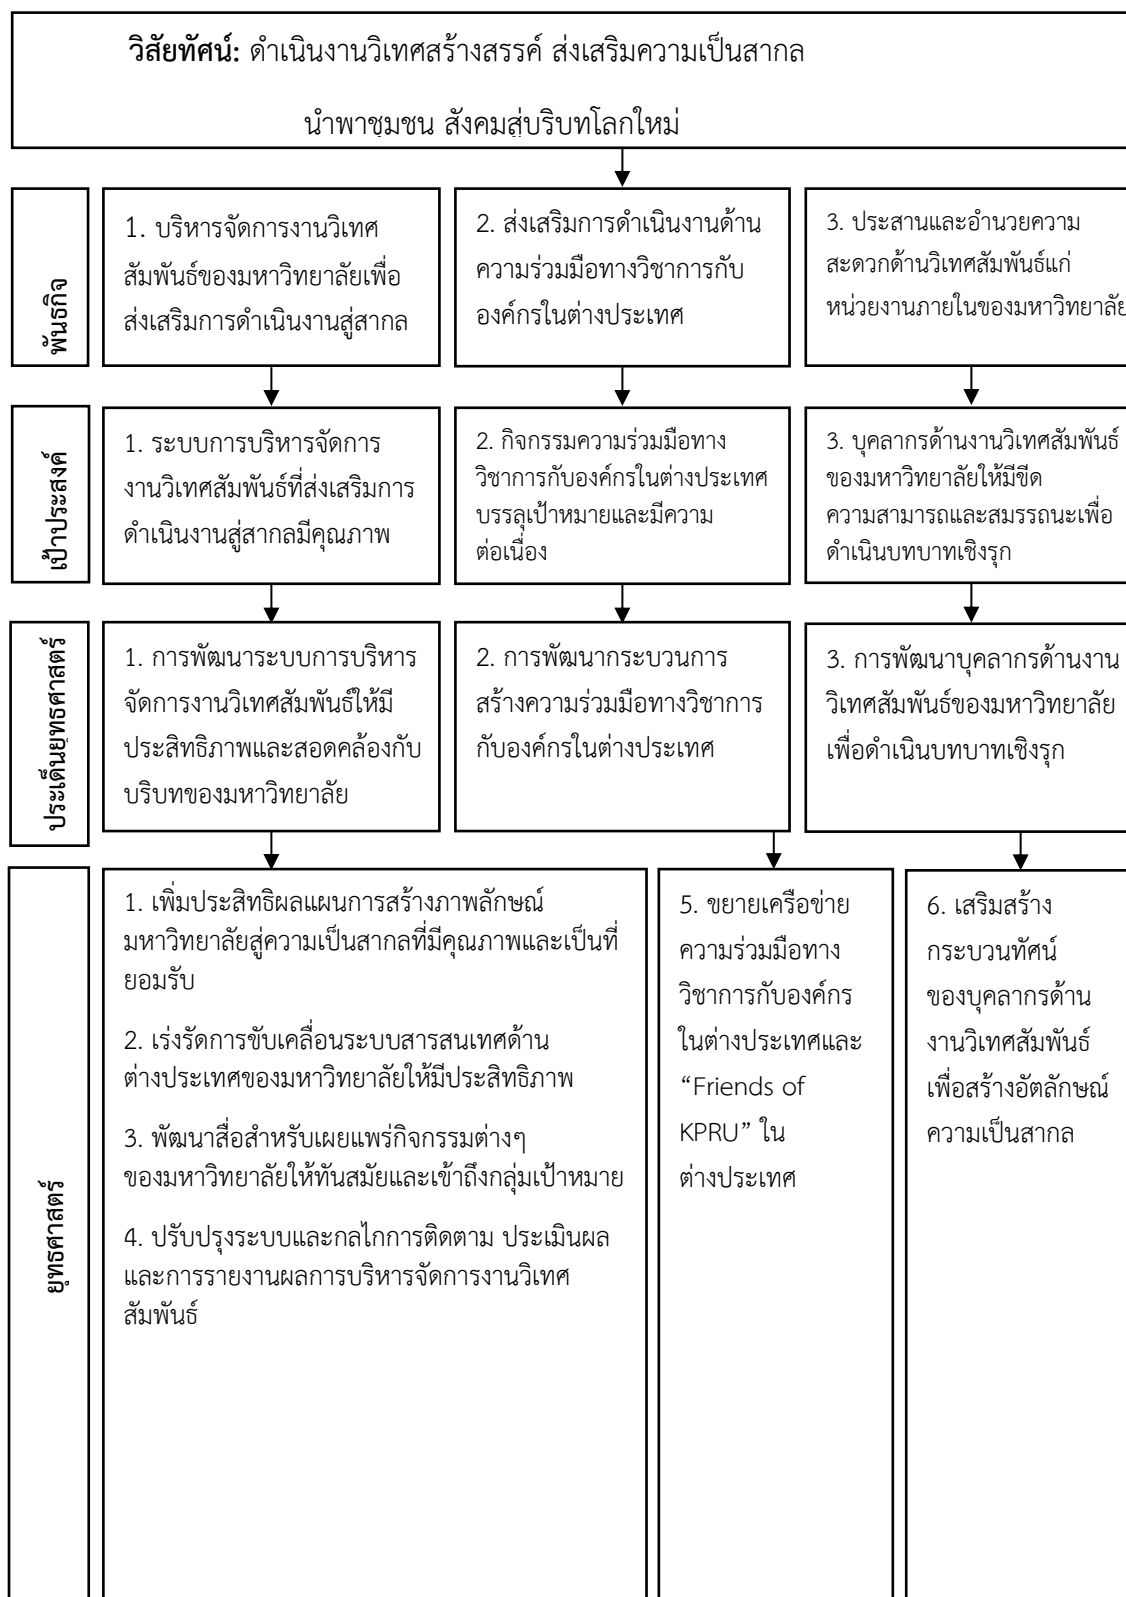 วิสัยทัศน์: ดำเนินงานวิเทศสร้างสรรค์ ส่งเสริมความเป็นสากล
นำพาชุมชน สังคมสู่บริบทโลกใหม่
พันธกิจ
1. บริหารจัดการงานวิเทศ
สัมพันธ์ของมหาวิทยาลัยเพื่อ
ส่งเสริมการดำเนินงานสู่สากล
2. ส่งเสริมการดำเนินงานด้าน
ความร่วมมือทางวิชาการกับ
องค์กรในต่างประเทศ
3. ประสานและอำนวยความ
สะดวกด้านวิเทศสัมพันธ์แก่
หน่วยงานภายในของมหาวิทยาลัย
เป้าประสงค์
1. ระบบการบริหารจัดการ
งานวิเทศสัมพันธ์ที่ส่งเสริมการ
ดำเนินงานสู่สากลมีคุณภาพ
2. กิจกรรมความร่วมมือทาง
วิชาการกับองค์กรในต่างประเทศ
บรรลุเป้าหมายและมีความ
ต่อเนื่อง
3. บุคลากรด้านงานวิเทศสัมพันธ์
ของมหาวิทยาลัยให้มีขีด
ความสามารถและสมรรถนะเพื่อ
ดำเนินบทบาทเชิงรุก
ประเด็นยุทธศาสตร์
1. การพัฒนาระบบการบริหาร
จัดการงานวิเทศสัมพันธ์ให้มี
ประสิทธิภาพและสอดคล้องกับ
บริบทของมหาวิทยาลัย
2. การพัฒนากระบวนการ
สร้างความร่วมมือทางวิชาการ
กับองค์กรในต่างประเทศ
3. การพัฒนาบุคลากรด้านงาน
วิเทศสัมพันธ์ของมหาวิทยาลัย
เพื่อดำเนินบทบาทเชิงรุก
ยุทธศาสตร์
1. เพิ่มประสิทธิผลแผนการสร้างภาพลักษณ์
มหาวิทยาลัยสู่ความเป็นสากลที่มีคุณภาพและเป็นที่
ยอมรับ
2. เร่งรัดการขับเคลื่อนระบบสารสนเทศด้าน
ต่างประเทศของมหาวิทยาลัยให้มีประสิทธิภาพ
3. พัฒนาสื่อสำหรับเผยแพร่กิจกรรมต่างๆ
ของมหาวิทยาลัยให้ทันสมัยและเข้าถึงกลุ่มเป้าหมาย
4. ปรับปรุงระบบและกลไกการติดตาม ประเมินผล
และการรายงานผลการบริหารจัดการงานวิเทศ
สัมพันธ์
5. ขยายเครือข่าย
ความร่วมมือทาง
วิชาการกับองค์กร
ในต่างประเทศและ
“Friends of
KPRU” ใน
ต่างประเทศ
6. เสริมสร้าง
กระบวนทัศน์
ของบุคลากรด้าน
งานวิเทศสัมพันธ์
เพื่อสร้างอัตลักษณ์
ความเป็นสากล